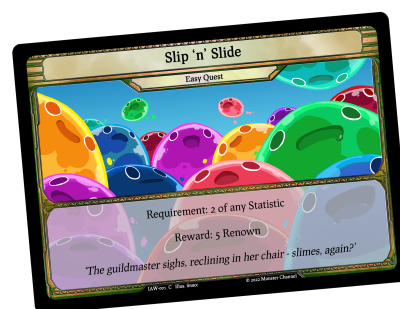 Slip ‘n’ Slide
Easy Quest
Requirement: 2 of any Statistic
Reward: 5 Renown
'The guildmaster sighs, reclining in her chair - slimes, again?'
© 2022 Monster Channel